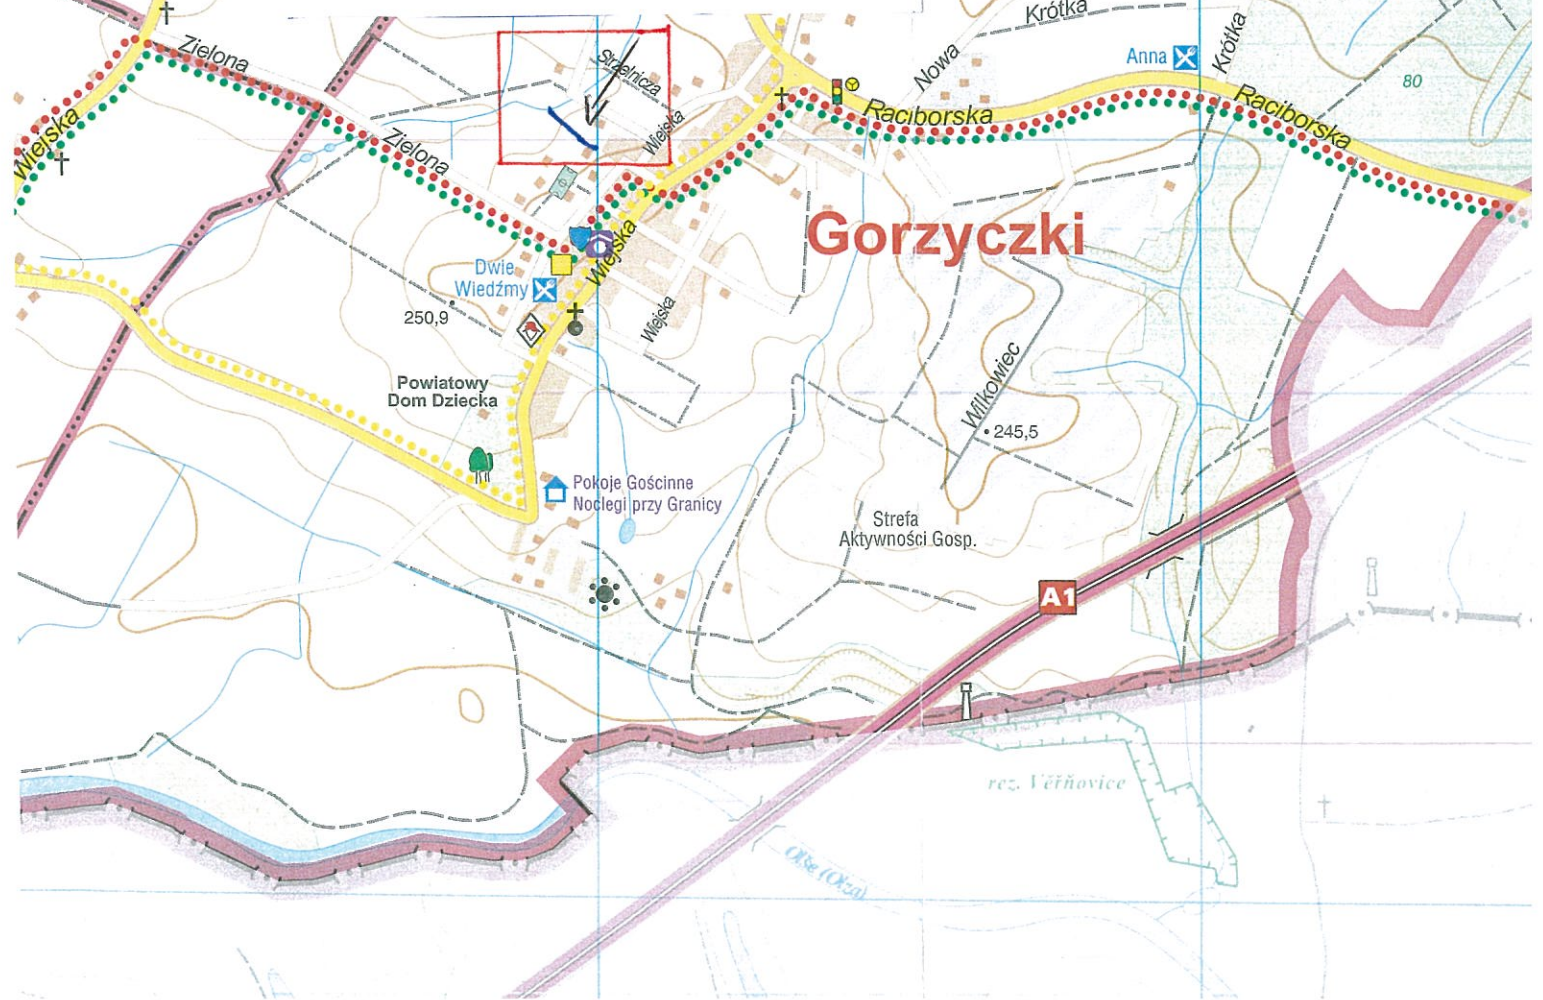 Krótka
Zielona
Strzelnicza
Nowa
Anna
Krótka
80
Wiejska
Zielona
Wiejska
Raciborska
Raciborska
Gorzyczki
Dwie
Wiedźmy
Wiejska
250,9
Wiejska
Powiatowy
Dom Dziecka
Wilkowiec
245,5
Pokoje Gościnne
Noclegi przy Granicy
Strefa
Aktywności Gosp.
A1
rez. Věřňovice
Olše (Olza)